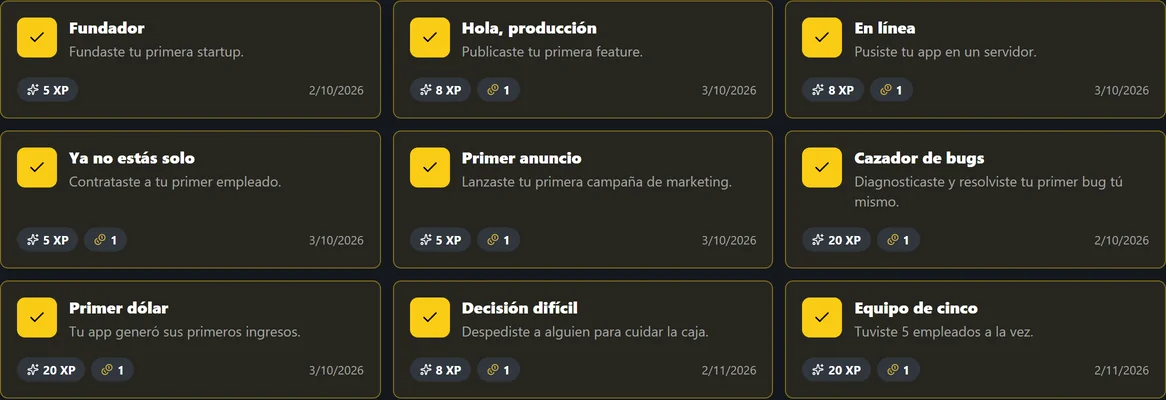 Fundador
Fundaste tu primera startup.
5 XP
2/10/2026
Hola, producción
Publicaste tu primera feature.
8 XP
1
3/10/2026
En línea
Pusiste tu app en un servidor.
8 XP
1
3/10/2026
Ya no estás solo
Contrataste a tu primer empleado.
5 XP
1
3/10/2026
Primer anuncio
Lanzaste tu primera campaña de marketing.
5 XP
1
3/10/2026
Cazador de bugs
Diagnosticaste y resolviste tu primer bug tú
mismo.
20 XP
1
2/10/2026
Primer dólar
Tu app generó sus primeros ingresos.
20 XP
1
3/10/2026
Decisión difícil
Despediste a alguien para cuidar la caja.
8 XP
1
2/11/2026
Equipo de cinco
Tuviste 5 empleados a la vez.
20 XP
1
2/11/2026